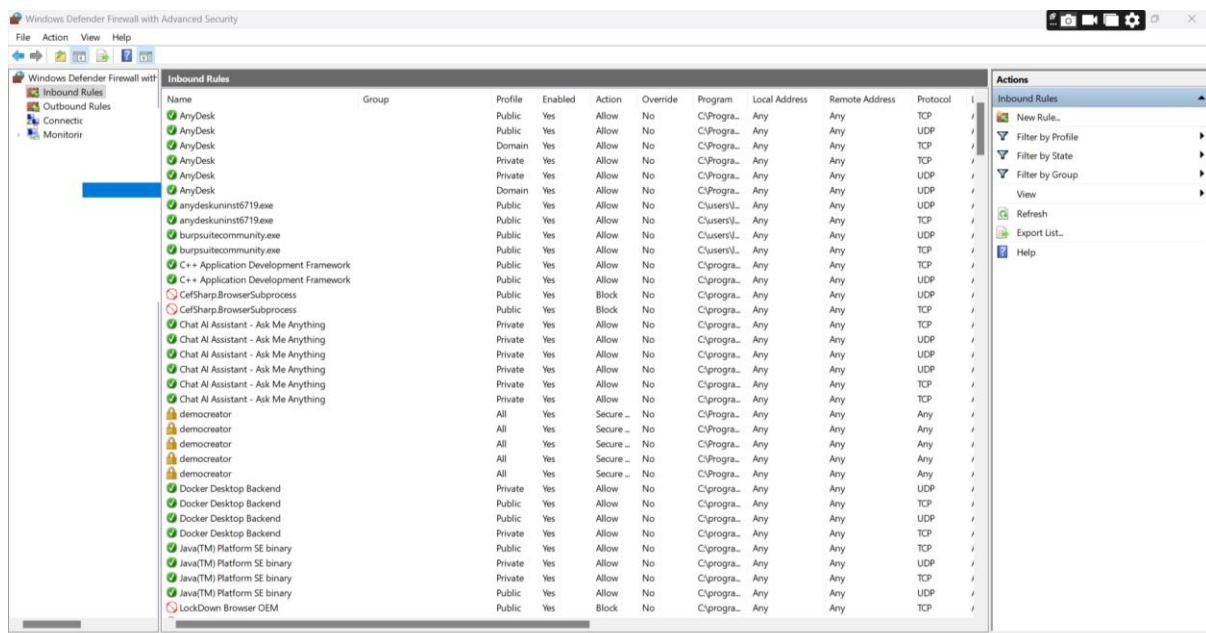 Windows Defender Firewall with Advanced Security
File Action View Help
Windows Defender Firewall with
Inbound Rules
Outbound Rules
Connectic
Monitorir
Inbound Rules
Name Group Profile Enabled Action Override Program Local Address Remote Address Protocol
AnyDesk Public Yes Allow No C:\Progra... Any Any TCP
AnyDesk Public Yes Allow No C:\Progra... Any Any UDP
AnyDesk Domain Yes Allow No C:\Progra... Any Any TCP
AnyDesk Private Yes Allow No C:\Progra... Any Any TCP
AnyDesk Private Yes Allow No C:\Progra... Any Any UDP
AnyDesk Domain Yes Allow No C:\Progra... Any Any UDP
anydeskuninst6719.exe Public Yes Allow No C:\users\l... Any Any UDP
anydeskuninst6719.exe Public Yes Allow No C:\users\l... Any Any TCP
burpsuitecommunity.exe Public Yes Allow No C:\users\l... Any Any UDP
burpsuitecommunity.exe Public Yes Allow No C:\users\l... Any Any TCP
C++ Application Development Framework Public Yes Allow No C:\progra... Any Any TCP
C++ Application Development Framework Public Yes Allow No C:\progra... Any Any UDP
CefSharp.BrowserSubprocess Public Yes Block No C:\progra... Any Any UDP
CefSharp.BrowserSubprocess Public Yes Block No C:\progra... Any Any TCP
Chat AI Assistant - Ask Me Anything Private Yes Allow No C:\progra... Any Any TCP
Chat AI Assistant - Ask Me Anything Private Yes Allow No C:\progra... Any Any UDP
Chat AI Assistant - Ask Me Anything Private Yes Allow No C:\progra... Any Any UDP
Chat AI Assistant - Ask Me Anything Private Yes Allow No C:\progra... Any Any UDP
Chat AI Assistant - Ask Me Anything Private Yes Allow No C:\progra... Any Any TCP
Chat AI Assistant - Ask Me Anything Private Yes Allow No C:\progra... Any Any TCP
democreator All Yes Secure ... No C:\Progra... Any Any Any
democreator All Yes Secure ... No C:\Progra... Any Any Any
democreator All Yes Secure ... No C:\Progra... Any Any Any
democreator All Yes Secure ... No C:\Progra... Any Any Any
democreator All Yes Secure ... No C:\Progra... Any Any Any
Docker Desktop Backend Private Yes Allow No C:\progra... Any Any UDP
Docker Desktop Backend Public Yes Allow No C:\progra... Any Any TCP
Docker Desktop Backend Public Yes Allow No C:\progra... Any Any UDP
Docker Desktop Backend Private Yes Allow No C:\progra... Any Any TCP
Java(TM) Platform SE binary Public Yes Allow No C:\progra... Any Any TCP
Java(TM) Platform SE binary Private Yes Allow No C:\progra... Any Any UDP
Java(TM) Platform SE binary Private Yes Allow No C:\progra... Any Any TCP
Java(TM) Platform SE binary Public Yes Allow No C:\progra... Any Any UDP
LockDown Browser OEM Public Yes Block No C:\progra... Any Any TCP
Actions
Inbound Rules
New Rule...
Filter by Profile
Filter by State
Filter by Group
View
Refresh
Export List...
Help